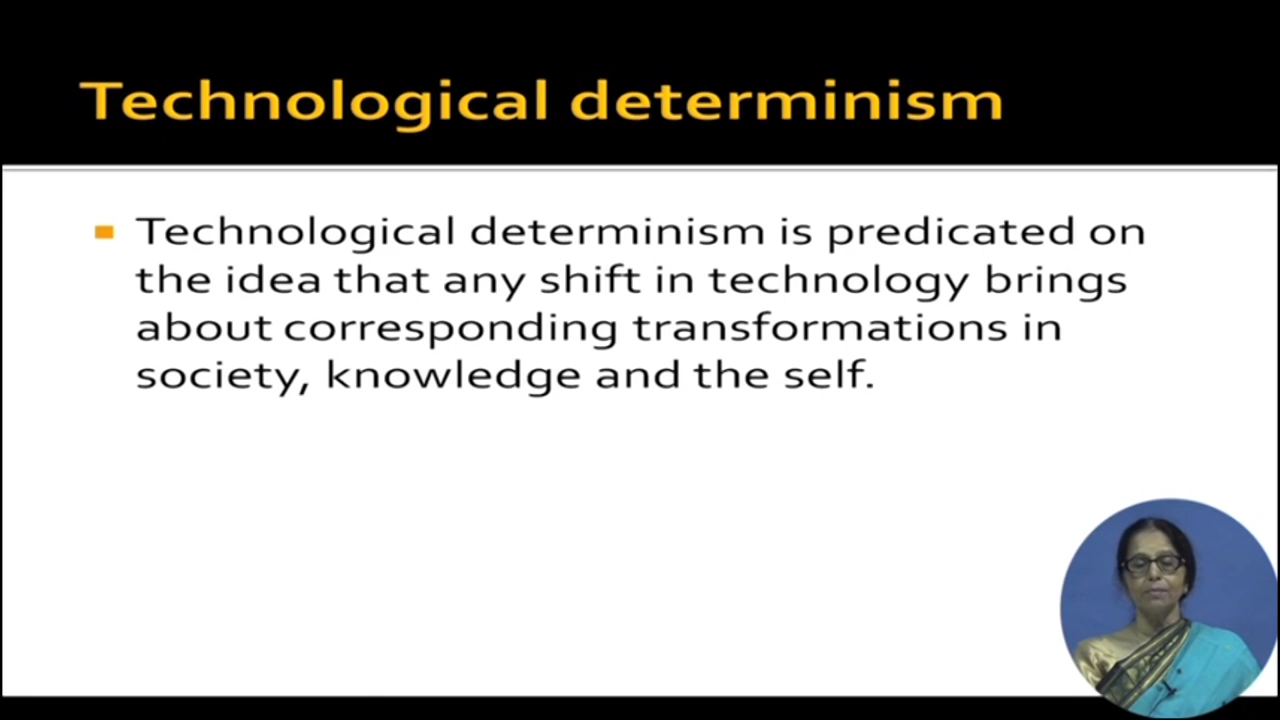 Technological determinism
Technological determinism is predicated on
the idea that any shift in technology brings
about corresponding transformations in
society, knowledge and the self.